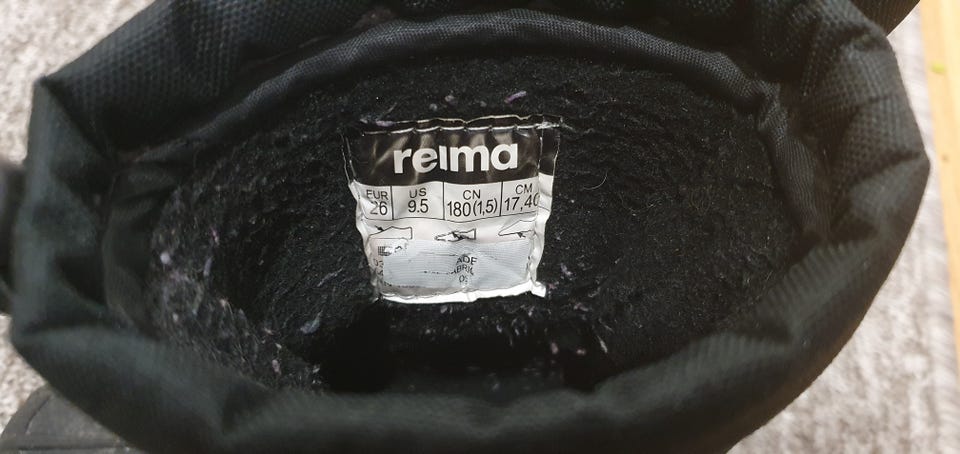 reima
EUR US CN CM
26 9.5 180(1,5) 17,40